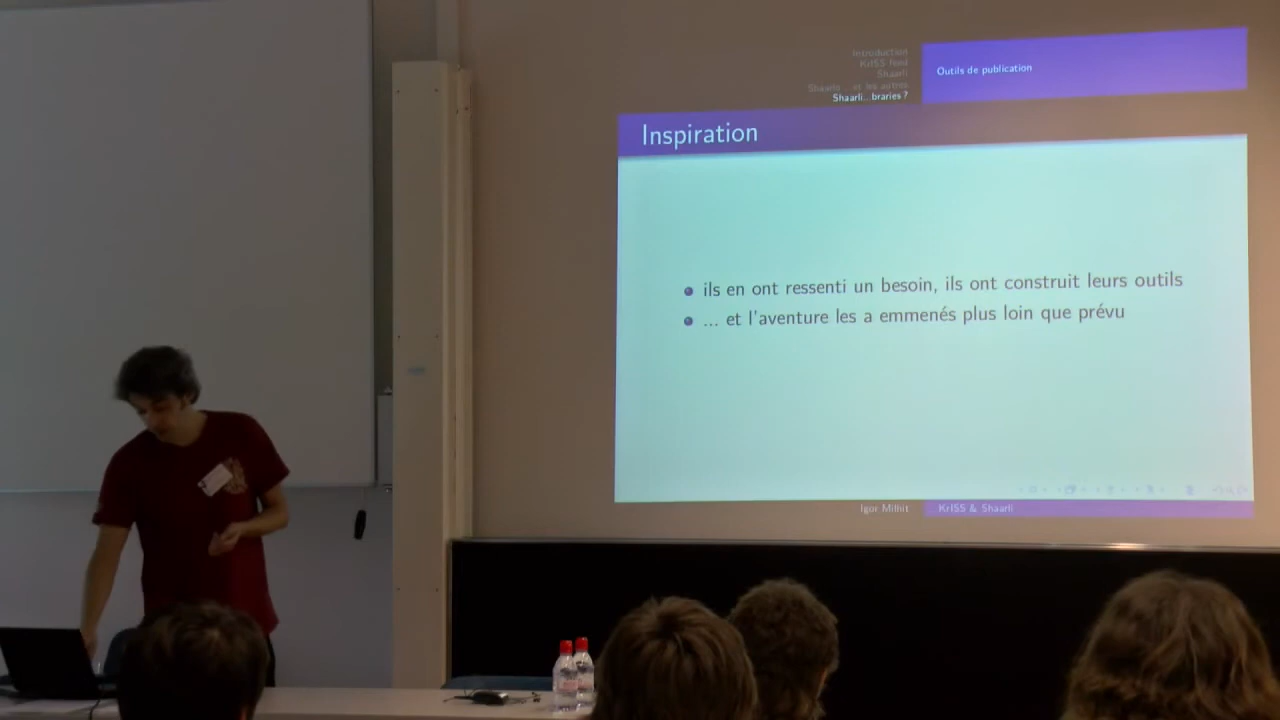 Introduction
KrISS feed
Shaarli
Shaarlis ... et les autres
Shaarli...braries ?
Outils de publication
Inspiration
ils en ont ressenti un besoin, ils ont construit leurs outils
... et l'aventure les a emmenés plus loin que prévu
Igor Milhit
KrISS & Shaarli